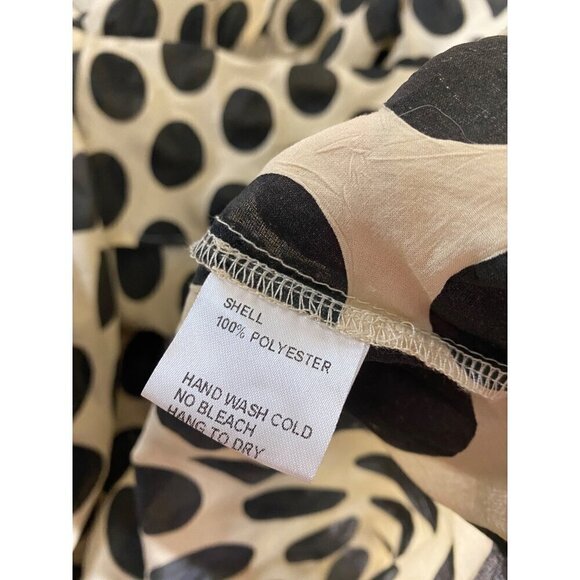 SHELL
100% POLYESTER
HAND WASH COLD
NO BLEACH
HANG TO DRY